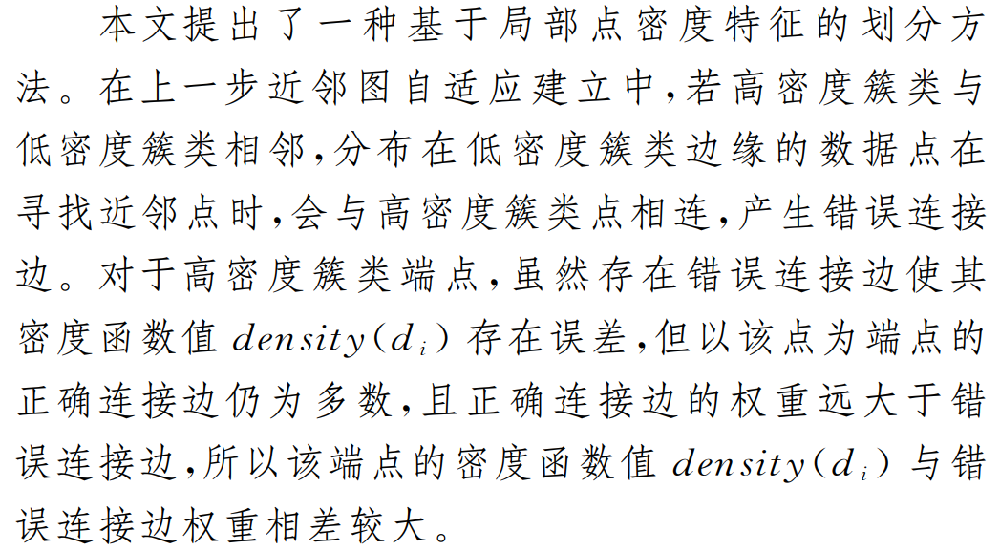 本文提出了一种基于局部点密度特征的划分方
法。在上一步近邻图自适应建立中,若高密度簇类与
低密度簇类相邻,分布在低密度簇类边缘的数据点在
寻找近邻点时,会与高密度簇类点相连,产生错误连接
边。对于高密度簇类端点,虽然存在错误连接边使其
密度函数值 density(d i) 存在误差,但以该点为端点的
正确连接边仍为多数,且正确连接边的权重远大于错
误连接边,所以该端点的密度函数值 density(d i) 与错
误连接边权重相差较大。